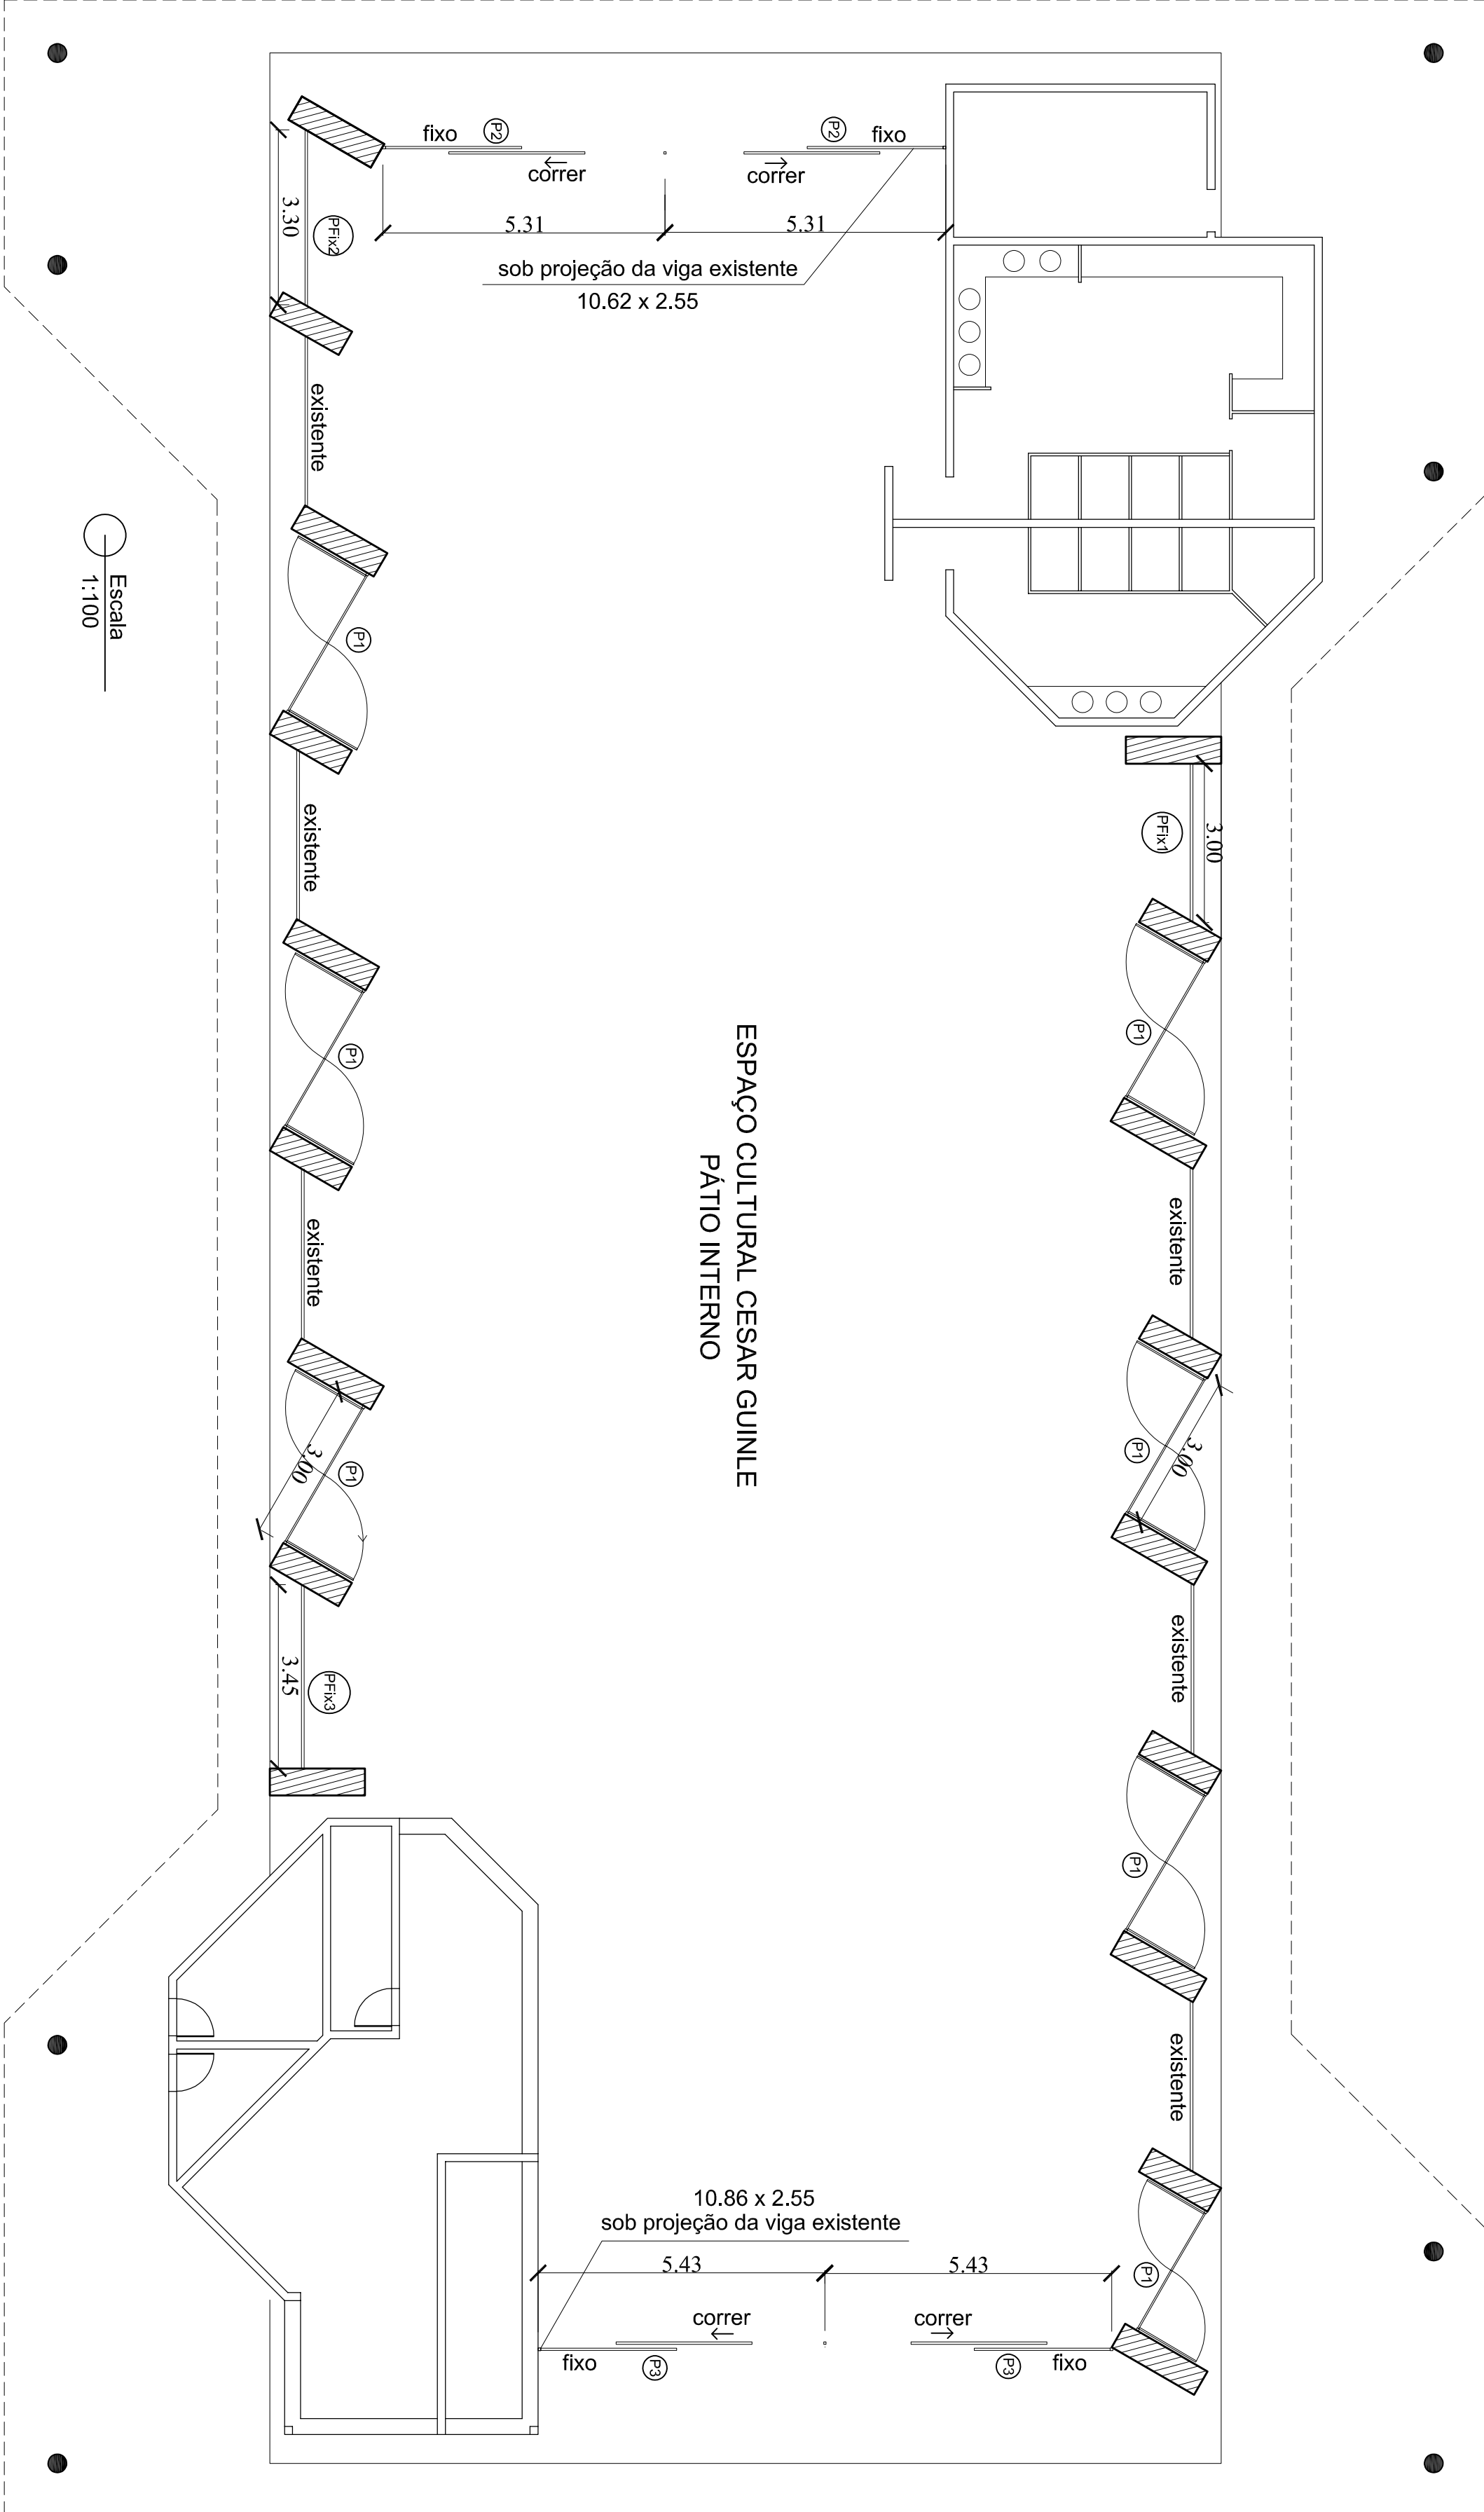 fixo
P2
P2
fixo
correr
correr
5.31
5.31
sob projeção da viga existente
10.62 x 2.55
3.30
PFix2
existente
Escala
1:100
P1
existente
P1
existente
P1
3.00
3.45
PFix3
ESPAÇO CULTURAL CESAR GUINLE
PÁTIO INTERNO
3.00
PFix1
P1
existente
P1
3.00
existente
P1
existente
P1
10.86 x 2.55
sob projeção da viga existente
5.43
5.43
correr
correr
fixo
P3
P3
fixo